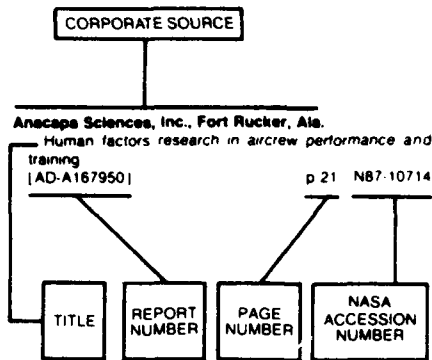 CORPORATE SOURCE
Anacapa Sciences, Inc., Fort Rucker, Ala.
Human factors research in aircrew performance and
training
[AD-A167950] p 21 N87-10714
TITLE
REPORT
NUMBER
PAGE
NUMBER
NASA
ACCESSION
NUMBER